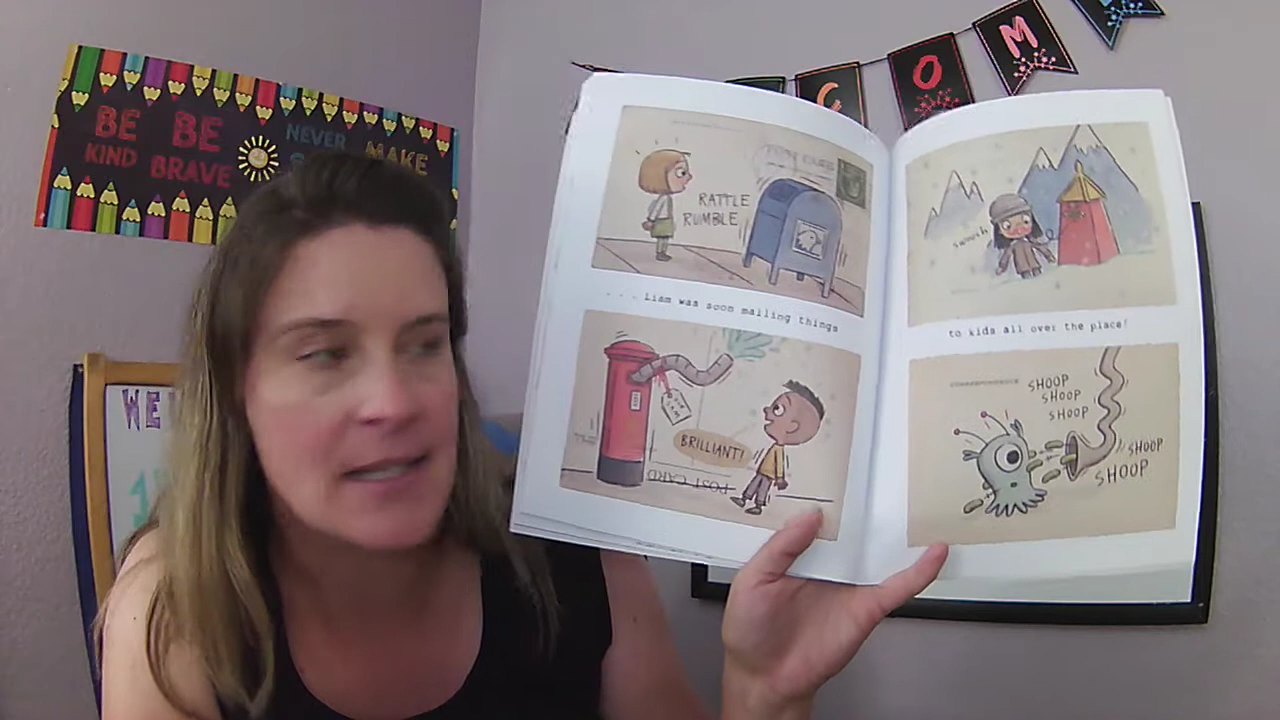 BE BE NEVER MAKE
KIND BRAVE
WE
C O M
RATTLE
RUMBLE
. . . Liam was soon mailing things
BRILLIANT!
POST CARD
swoosh
to kids all over the place!
CORRESPONDENCE
SHOOP
SHOOP
SHOOP
SHOOP
SHOOP